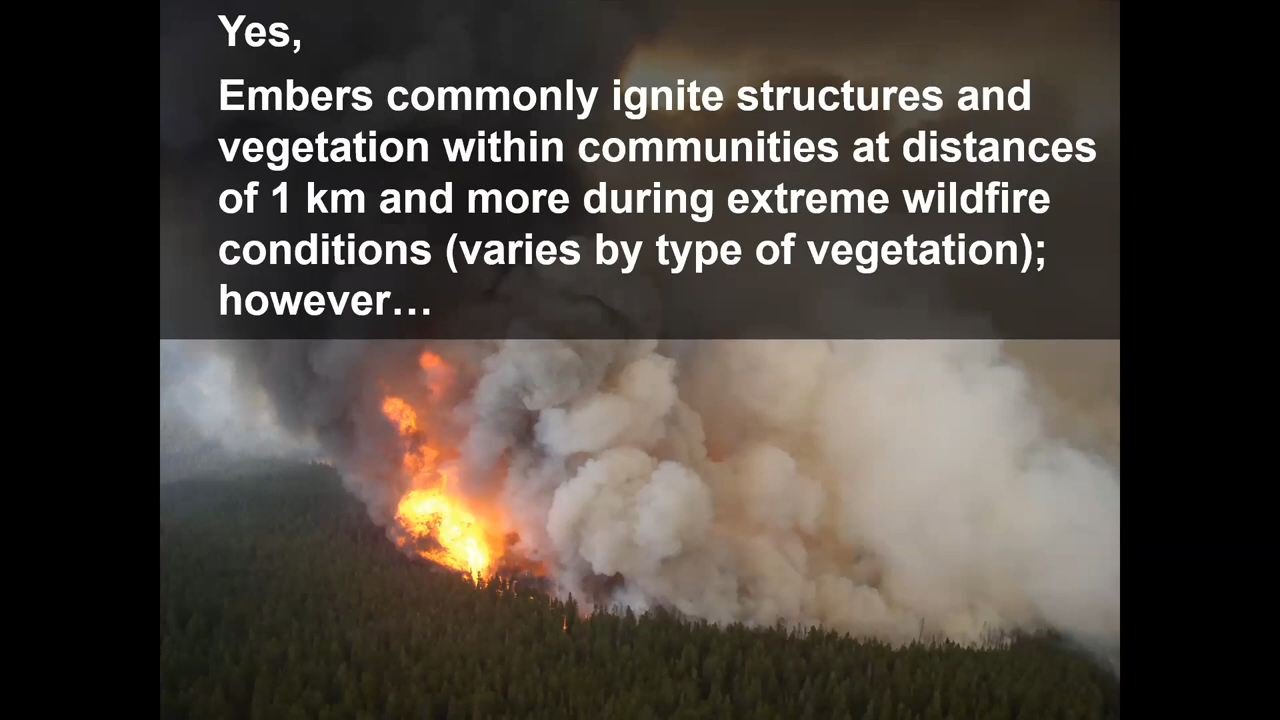 Yes,
Embers commonly ignite structures and
vegetation within communities at distances
of 1 km and more during extreme wildfire
conditions (varies by type of vegetation);
however…